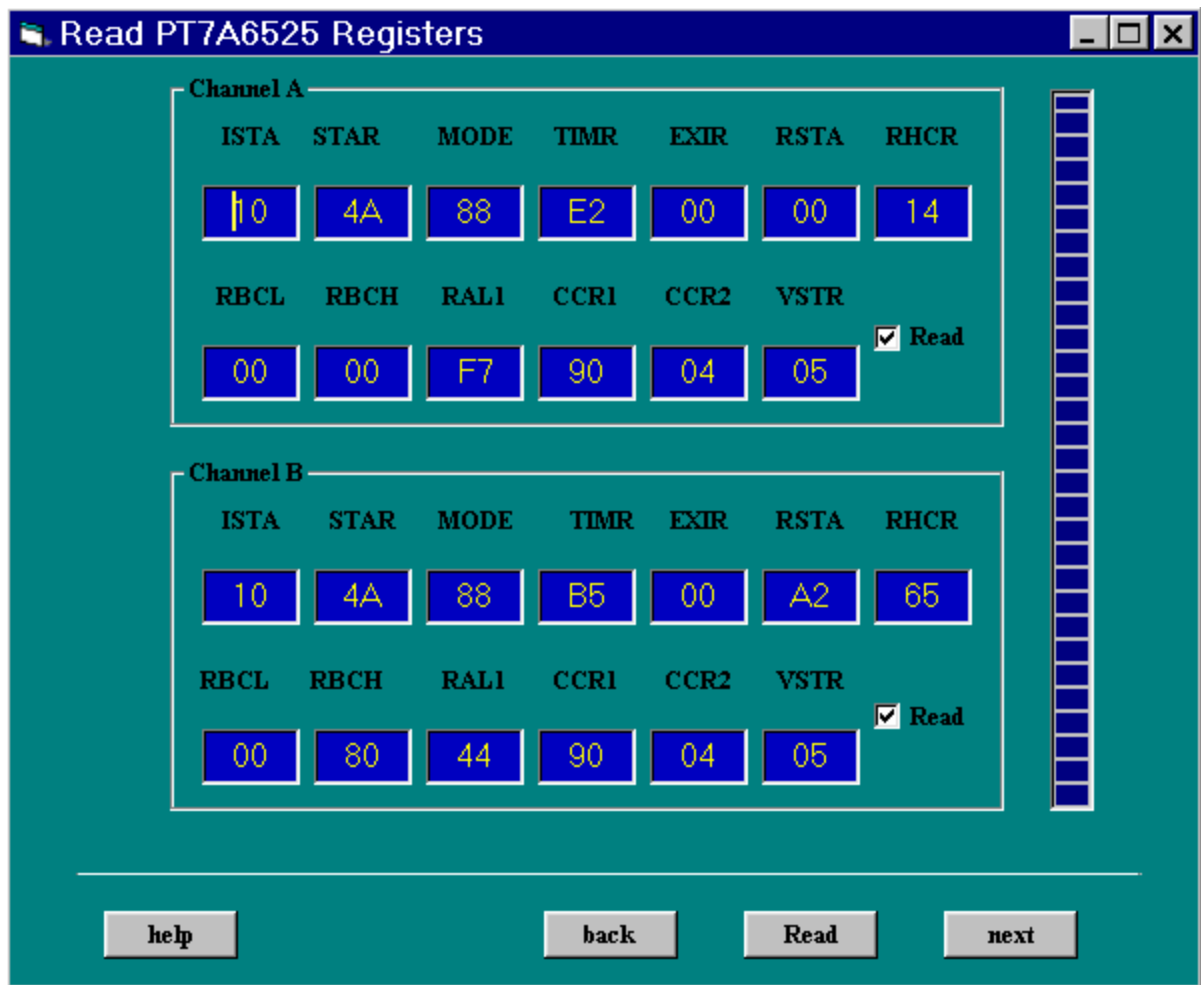 Read PT7A6525 Registers
Channel A
ISTA STAR MODE TIMR EXIR RSTA RHCR
10 4A 88 E2 00 00 14
RBCL RBCH RAL1 CCR1 CCR2 VSTR
Read
00 00 F7 90 04 05
Channel B
ISTA STAR MODE TIMR EXIR RSTA RHCR
10 4A 88 B5 00 A2 65
RBCL RBCH RAL1 CCR1 CCR2 VSTR
Read
00 80 44 90 04 05
help back Read next